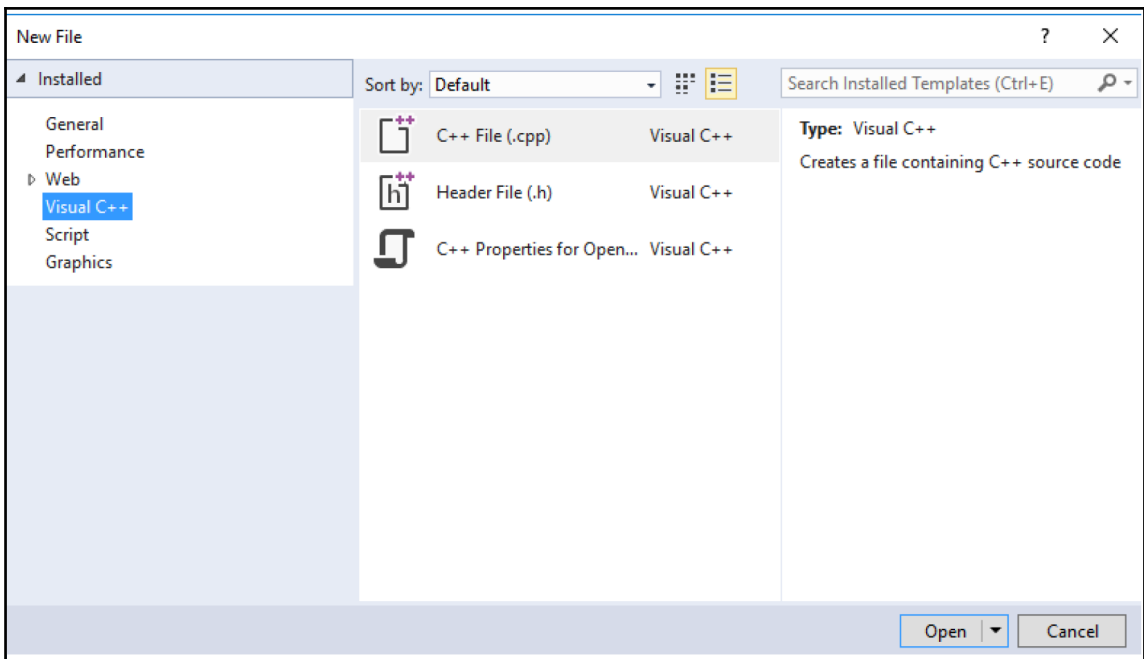 New File
?
Installed
General
Performance
Web
Visual C++
Script
Graphics
Sort by: Default
Search Installed Templates (Ctrl+E)
C++ File (.cpp) Visual C++
Header File (.h) Visual C++
C++ Properties for Open... Visual C++
Type: Visual C++
Creates a file containing C++ source code
Open
Cancel